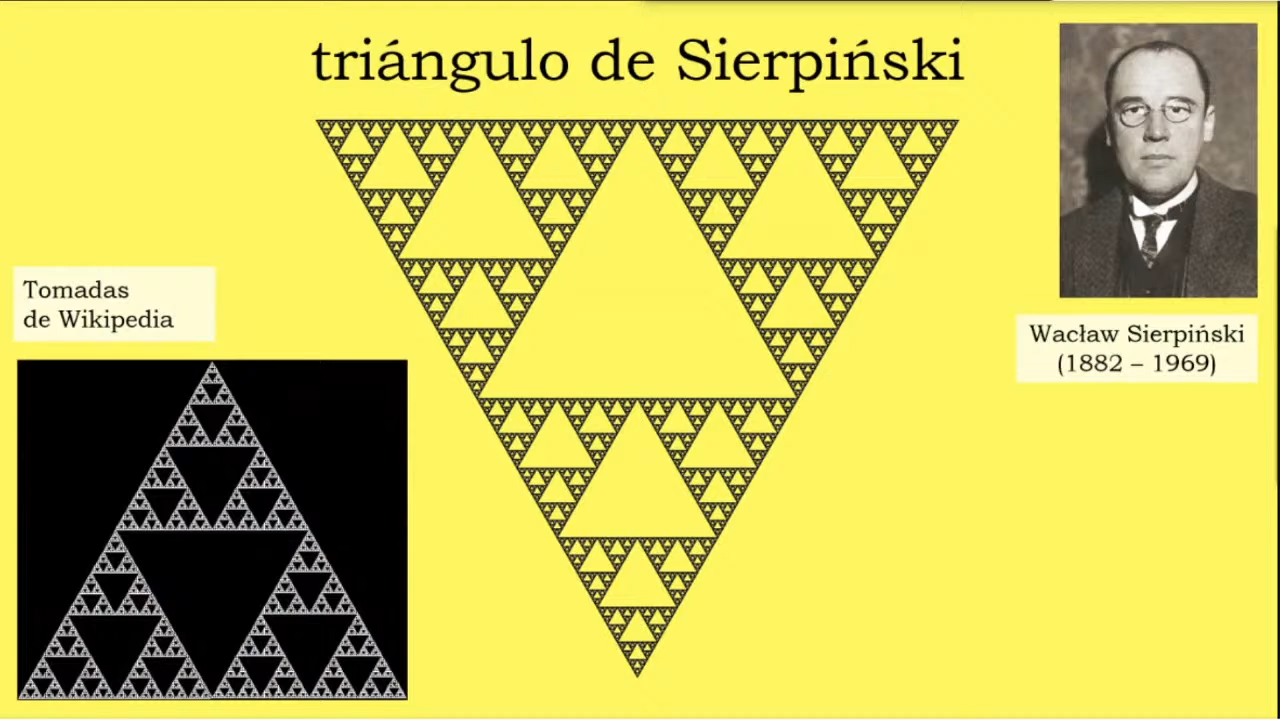 triángulo de Sierpiński
Tomadas
de Wikipedia
Wacław Sierpiński
(1882 – 1969)